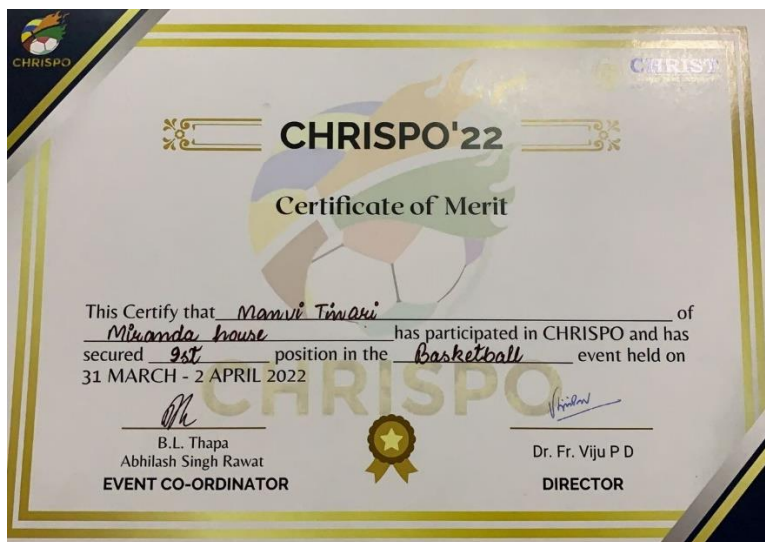 CHRISPO
CHRIST
CHRISPO'22
Certificate of Merit
This Certify that Manvi Tiwari of
Miranda house has participated in CHRISPO and has
secured Ist position in the Basketball event held on
31 MARCH - 2 APRIL 2022
CHRISPO
B.L. Thapa
Abhilash Singh Rawat
EVENT CO-ORDINATOR
Dr. Fr. Viju P D
DIRECTOR